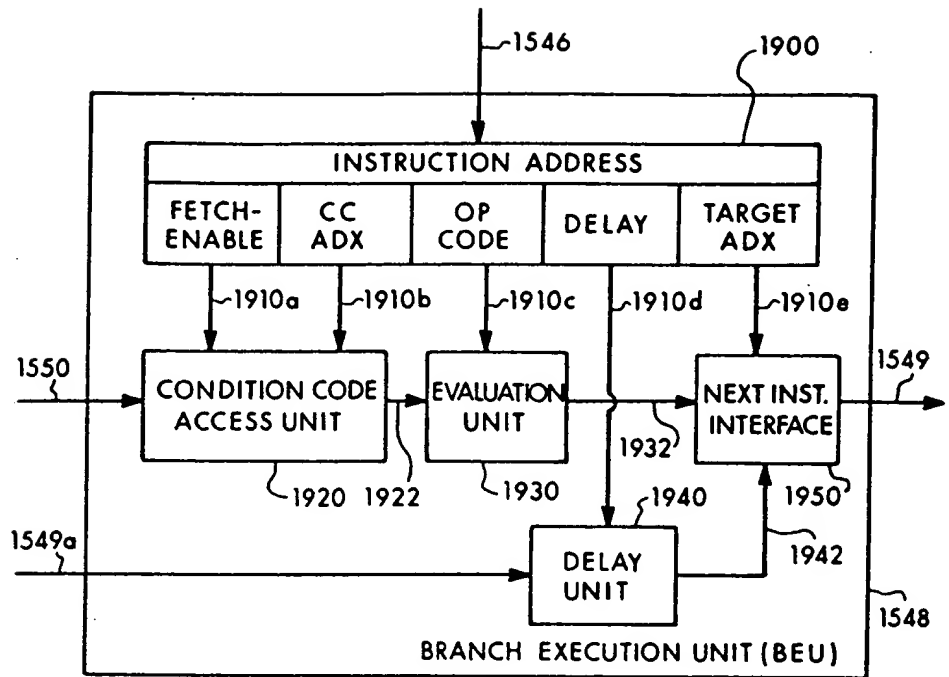 1546
1900
INSTRUCTION ADDRESS
FETCH-
ENABLE
CC
ADX
OP
CODE
DELAY
TARGET
ADX
1910a
1910b
1910c
1910d
1910e
1550
CONDITION CODE
ACCESS UNIT
EVALUATION
UNIT
NEXT INST.
INTERFACE
1549
1920
1922
1930
1932
1950
1940
1549a
DELAY
UNIT
1942
1548
BRANCH EXECUTION UNIT (BEU)